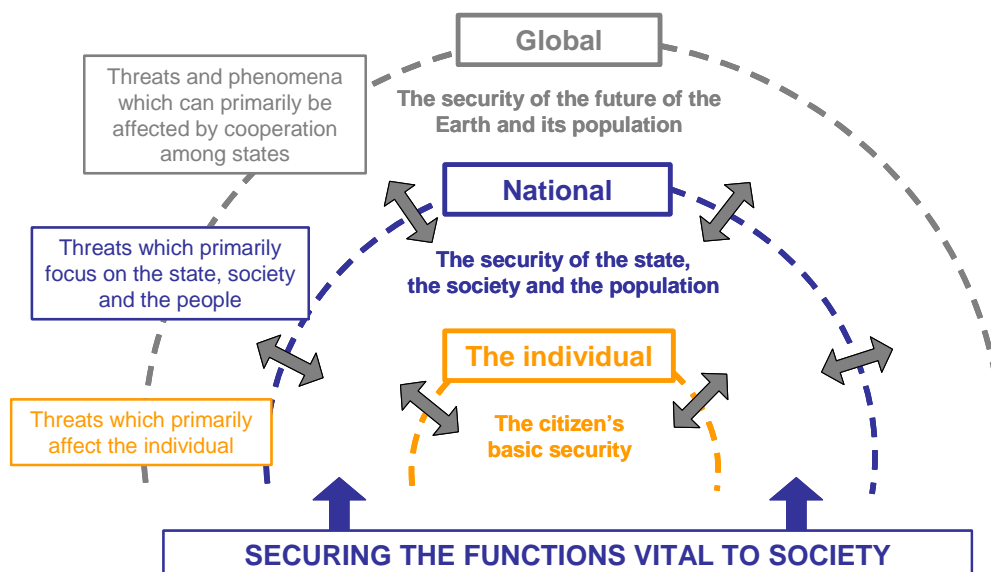 Global
Threats and phenomena
which can primarily be
affected by cooperation
among states
The security of the future of the
Earth and its population
National
Threats which primarily
focus on the state, society
and the people
The security of the state,
the society and the population
The individual
Threats which primarily
affect the individual
The citizen’s
basic security
SECURING THE FUNCTIONS VITAL TO SOCIETY